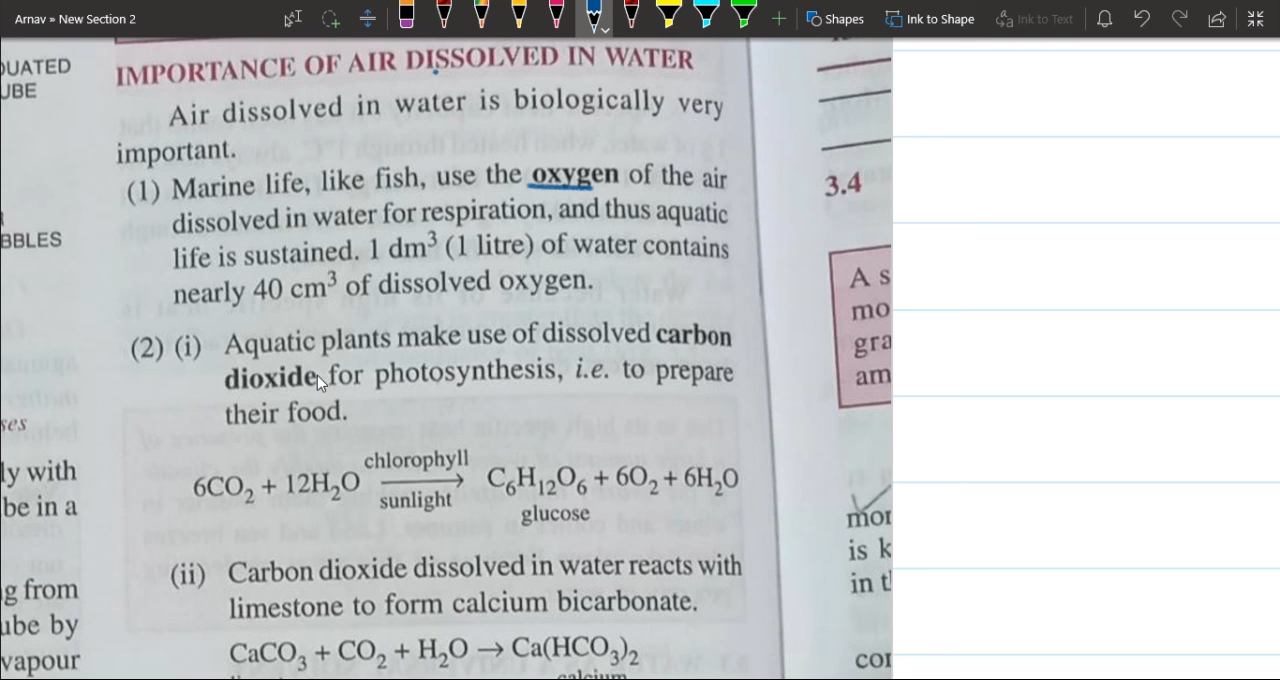 Arnav » New Section 2
Shapes
Ink to Shape
Ink to Text
OUATED
UBE
BBLES
ses
ly with
be in a
g from
ube by
vapour
IMPORTANCE OF AIR DISSOLVED IN WATER
Air dissolved in water is biologically very
important.
(1) Marine life, like fish, use the oxygen of the air
dissolved in water for respiration, and thus aquatic
life is sustained. 1 dm³ (1 litre) of water contains
nearly 40 cm³ of dissolved oxygen.
(2) (i) Aquatic plants make use of dissolved carbon
dioxide for photosynthesis, i.e. to prepare
their food.
chlorophyll
6CO₂ + 12H₂O ⟶ C₆H₁₂O₆ + 6O₂ + 6H₂O
sunlight
glucose
(ii) Carbon dioxide dissolved in water reacts with
limestone to form calcium bicarbonate.
CaCO₃ + CO₂ + H₂O → Ca(HCO₃)₂
calcium
3.4
A s
mo
gra
am
mor
is k
in t
cor